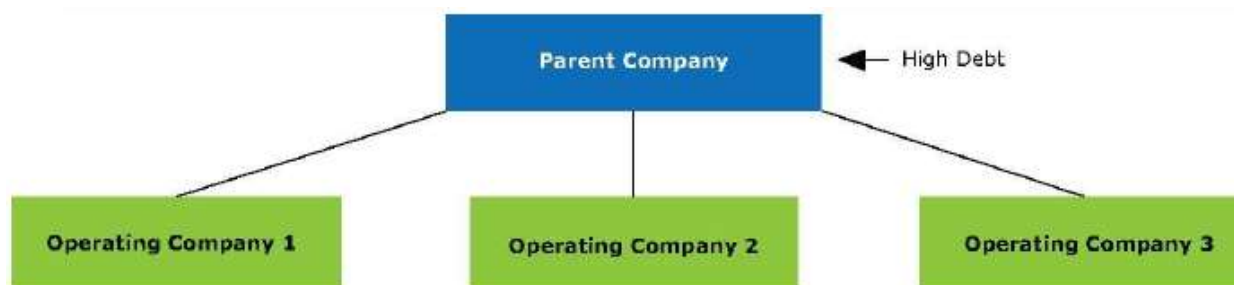 Parent Company
High Debt
Operating Company 1
Operating Company 2
Operating Company 3